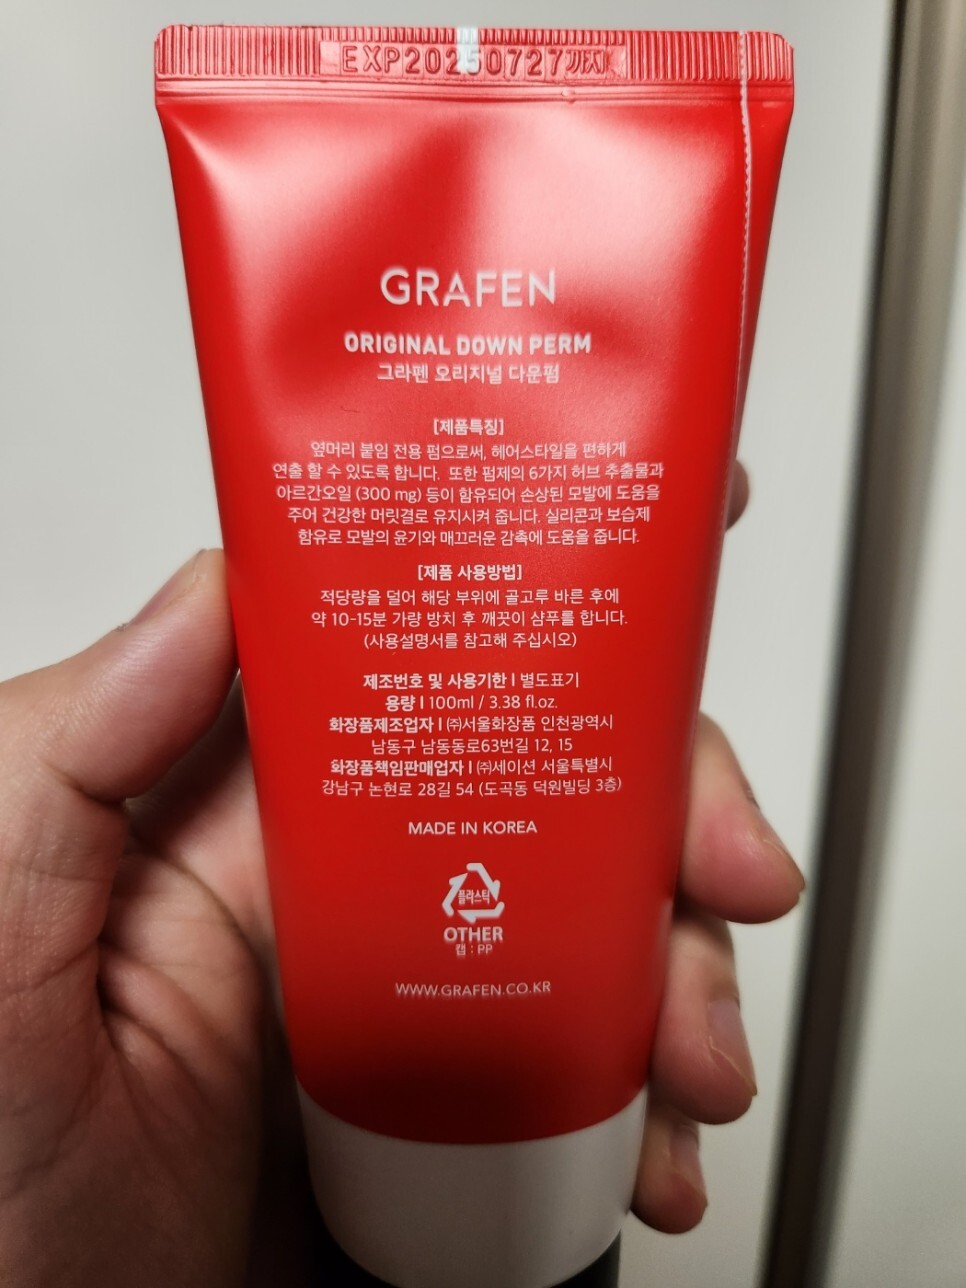 EXP20250727까지
GRAFEN
ORIGINAL DOWN PERM
그라펜 오리지널 다운펌
[제품특징]
옆머리 붙임 전용 펌으로써, 헤어스타일을 편하게
연출 할 수 있도록 합니다. 또한 펌제의 6가지 허브 추출물과
아르간오일 (300 mg) 등이 함유되어 손상된 모발에 도움을
주어 건강한 머릿결로 유지시켜 줍니다. 실리콘과 보습제
함유로 모발의 윤기와 매끄러운 감촉에 도움을 줍니다.
[제품 사용방법]
적당량을 덜어 해당 부위에 골고루 바른 후에
약 10-15분 가량 방치 후 깨끗이 샴푸를 합니다.
(사용설명서를 참고해 주십시오)
제조번호 및 사용기한 | 별도표기
용량 | 100ml / 3.38 fl.oz.
화장품제조업자 | ㈜서울화장품 인천광역시
남동구 남동동로63번길 12, 15
화장품책임판매업자 | ㈜세이션 서울특별시
강남구 논현로 28길 54 (도곡동 덕원빌딩 3층)
MADE IN KOREA
플라스틱
OTHER
캡 : PP
WWW.GRAFEN.CO.KR